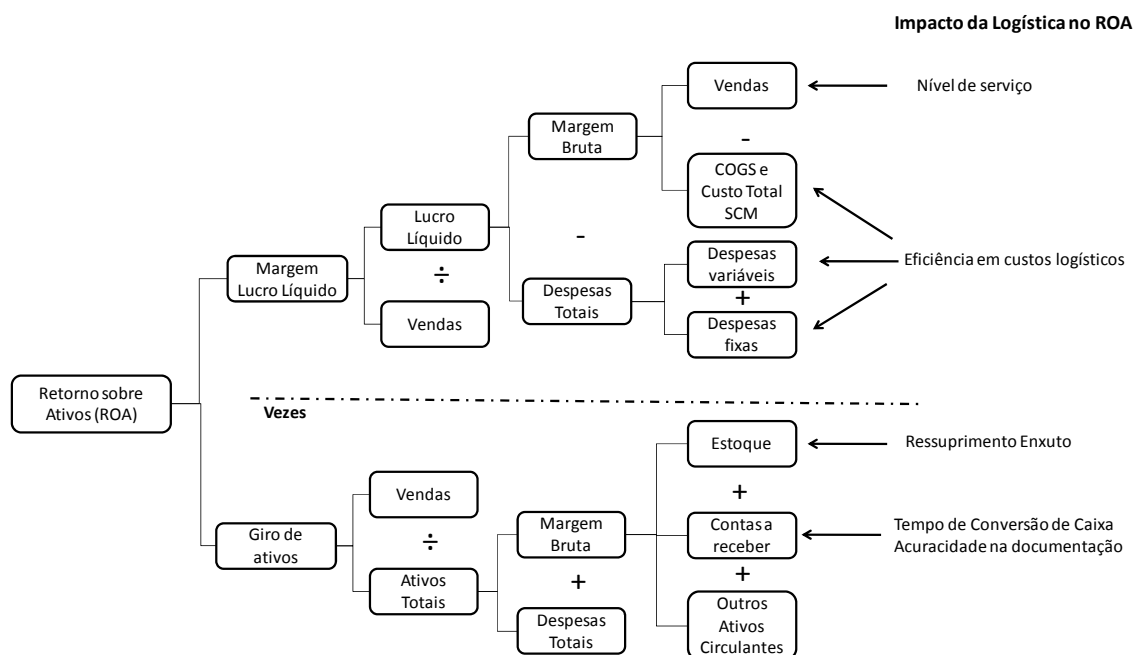 Impacto da Logística no ROA
Vendas
Nível de serviço
-
Margem
Bruta
COGS e
Custo Total
SCM
Lucro
Líquido
-
Despesas
variáveis
Eficiência em custos logísticos
Margem
Lucro Líquido
÷
+
Despesas
Totais
Vendas
Despesas
fixas
Retorno sobre
Ativos (ROA)
Vezes
Estoque
Ressuprimento Enxuto
+
Vendas
Giro de
ativos
÷
Margem
Bruta
Contas a
receber
Tempo de Conversão de Caixa
Acuracidade na documentação
+
+
Ativos
Totais
Despesas
Totais
Outros
Ativos
Circulantes